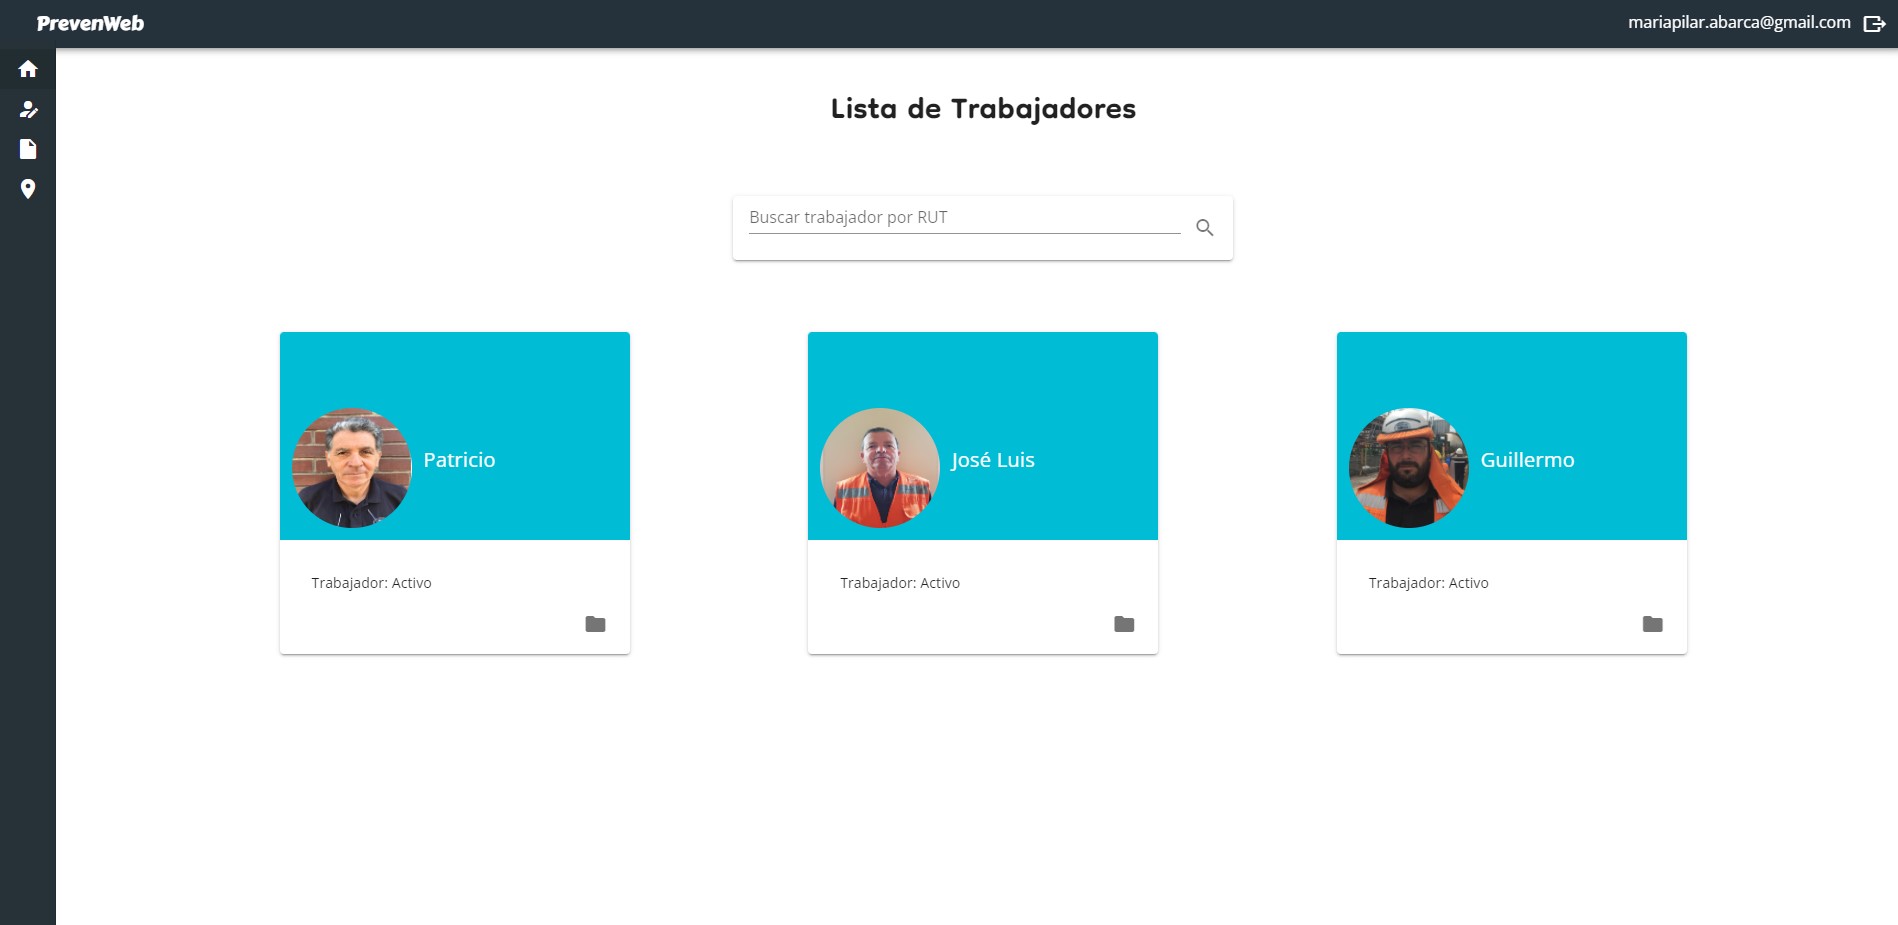 PrevenWeb
mariapilar.abarca@gmail.com
Lista de Trabajadores
Buscar trabajador por RUT
Patricio
José Luis
Guillermo
Trabajador: Activo
Trabajador: Activo
Trabajador: Activo